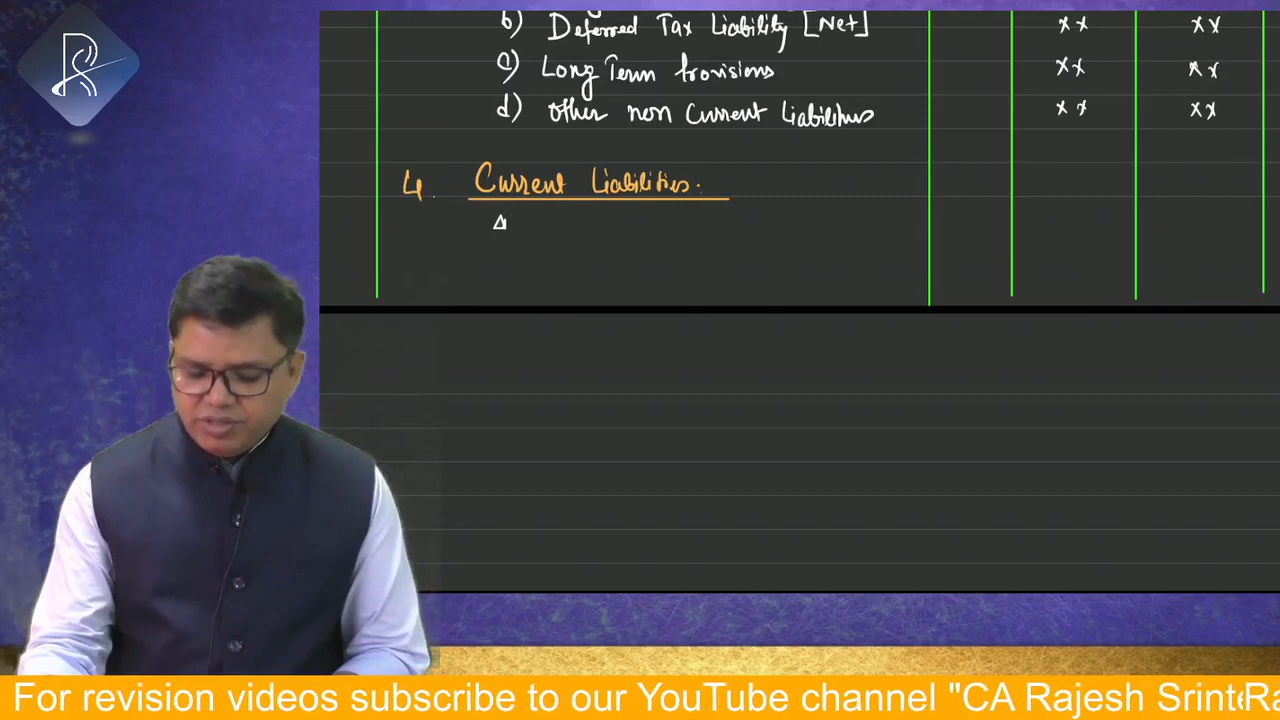 b) Deferred Tax Liability [Net] xx xx
c) Long Term Provisions xx xx
d) Other non Current Liabilities xx xx
4. Current Liabilities.
For revision videos subscribe to our YouTube channel "CA Rajesh